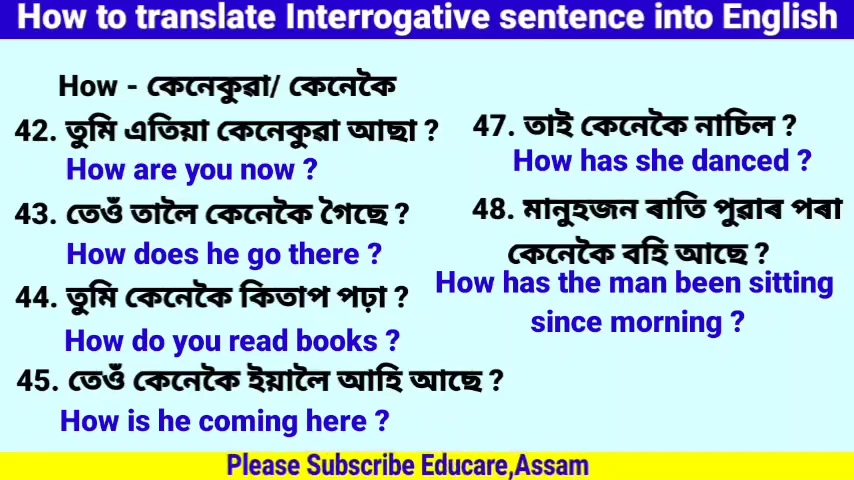 How to translate Interrogative sentence into English
How - কেনেকুৱা/ কেনেকৈ
42. তুমি এতিয়া কেনেকুৱা আছা ?
How are you now ?
43. তেওঁ তালৈ কেনেকৈ গৈছে ?
How does he go there ?
44. তুমি কেনেকৈ কিতাপ পঢ়া ?
How do you read books ?
45. তেওঁ কেনেকৈ ইয়ালৈ আহি আছে ?
How is he coming here ?
47. তাই কেনেকৈ নাচিল ?
How has she danced ?
48. মানুহজন ৰাতি পুৱাৰ পৰা
কেনেকৈ বহি আছে ?
How has the man been sitting
since morning ?
Please Subscribe Educare,Assam